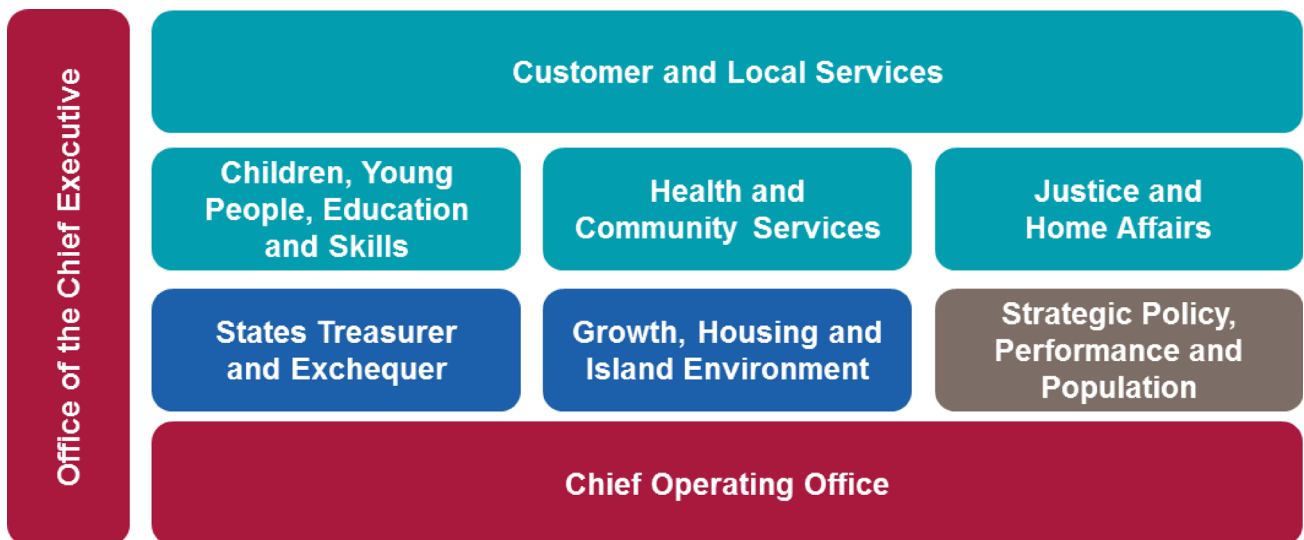 Office of the Chief Executive
Customer and Local Services
Children, Young
People, Education
and Skills
Health and
Community Services
Justice and
Home Affairs
States Treasurer
and Exchequer
Growth, Housing and
Island Environment
Strategic Policy,
Performance and
Population
Chief Operating Office